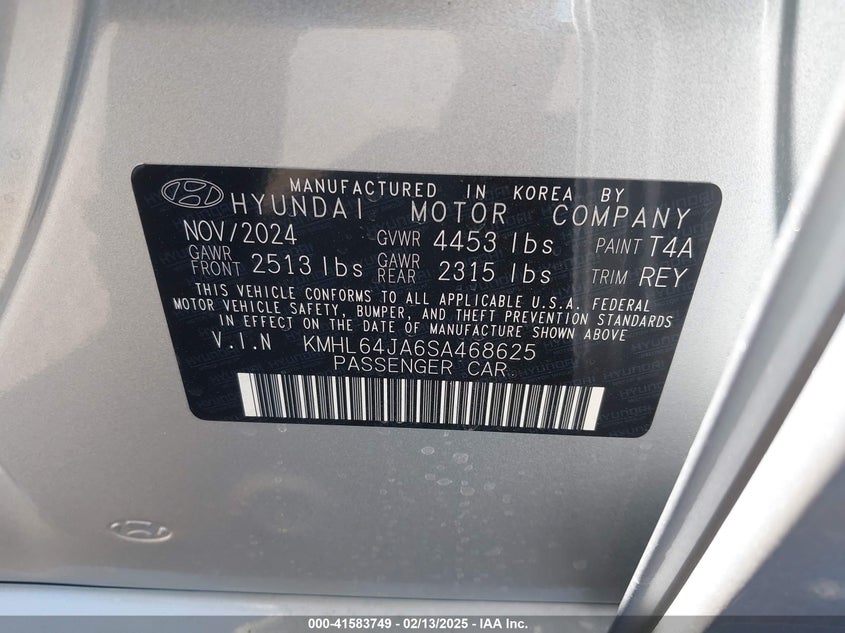 MANUFACTURED IN KOREA BY
HYUNDAI MOTOR COMPANY
NOV/2024 GVWR 4453 lbs PAINT T4A
GAWR FRONT 2513 lbs GAWR REAR 2315 lbs TRIM REY
THIS VEHICLE CONFORMS TO ALL APPLICABLE U.S.A. FEDERAL
MOTOR VEHICLE SAFETY, BUMPER, AND THEFT PREVENTION STANDARDS
IN EFFECT ON THE DATE OF MANUFACTURE SHOWN ABOVE
V.I.N KMHL64JA6SA468625
PASSENGER CAR
000-41583749 - 02/13/2025 - IAA Inc.